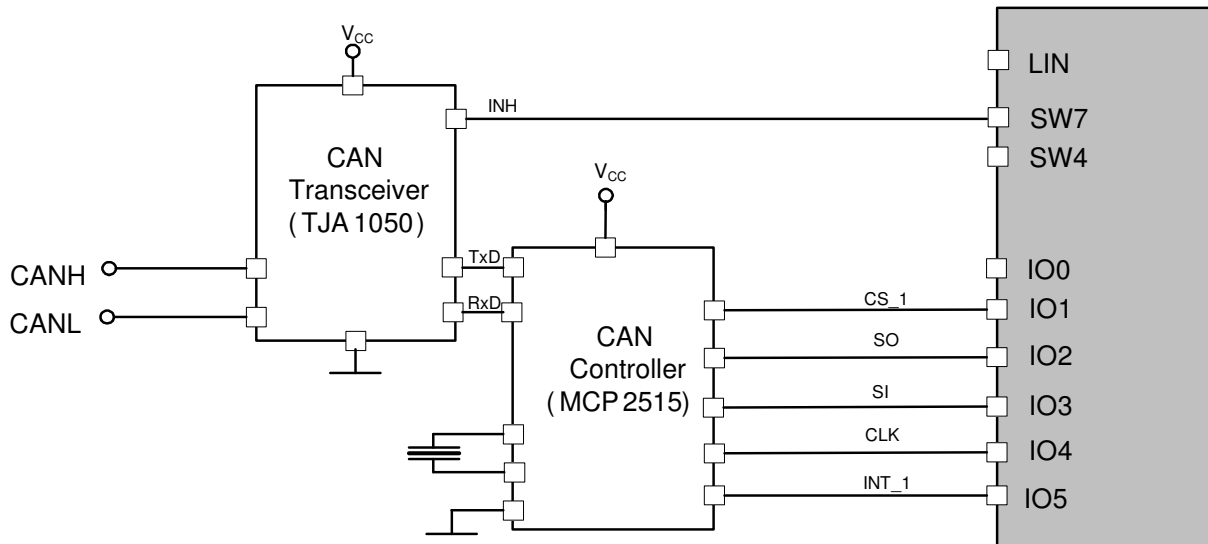 V_CC
LIN
INH
SW7
CAN
Transceiver
( TJA 1050 )
SW4
V_CC
TxD
CANH
IO0
RxD
CS_1
IO1
CANL
CAN
Controller
( MCP 2515)
SO
IO2
SI
IO3
CLK
IO4
INT_1
IO5